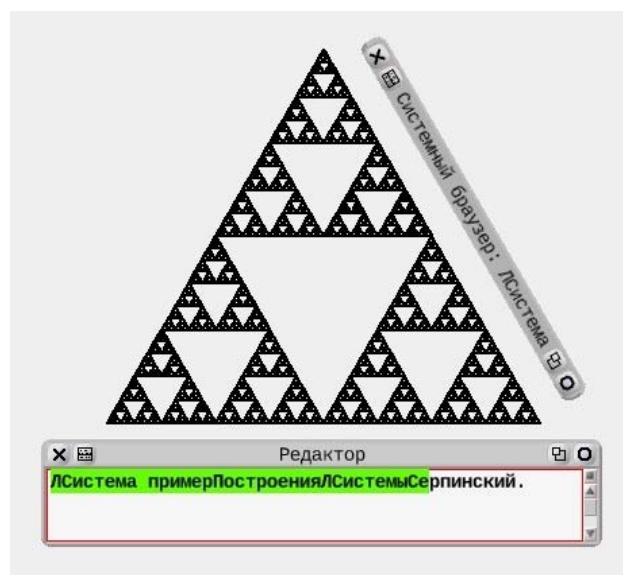 Системный браузер: ЛСистема
Редактор
ЛСистема примерПостроенияЛСистемыСерпинский.